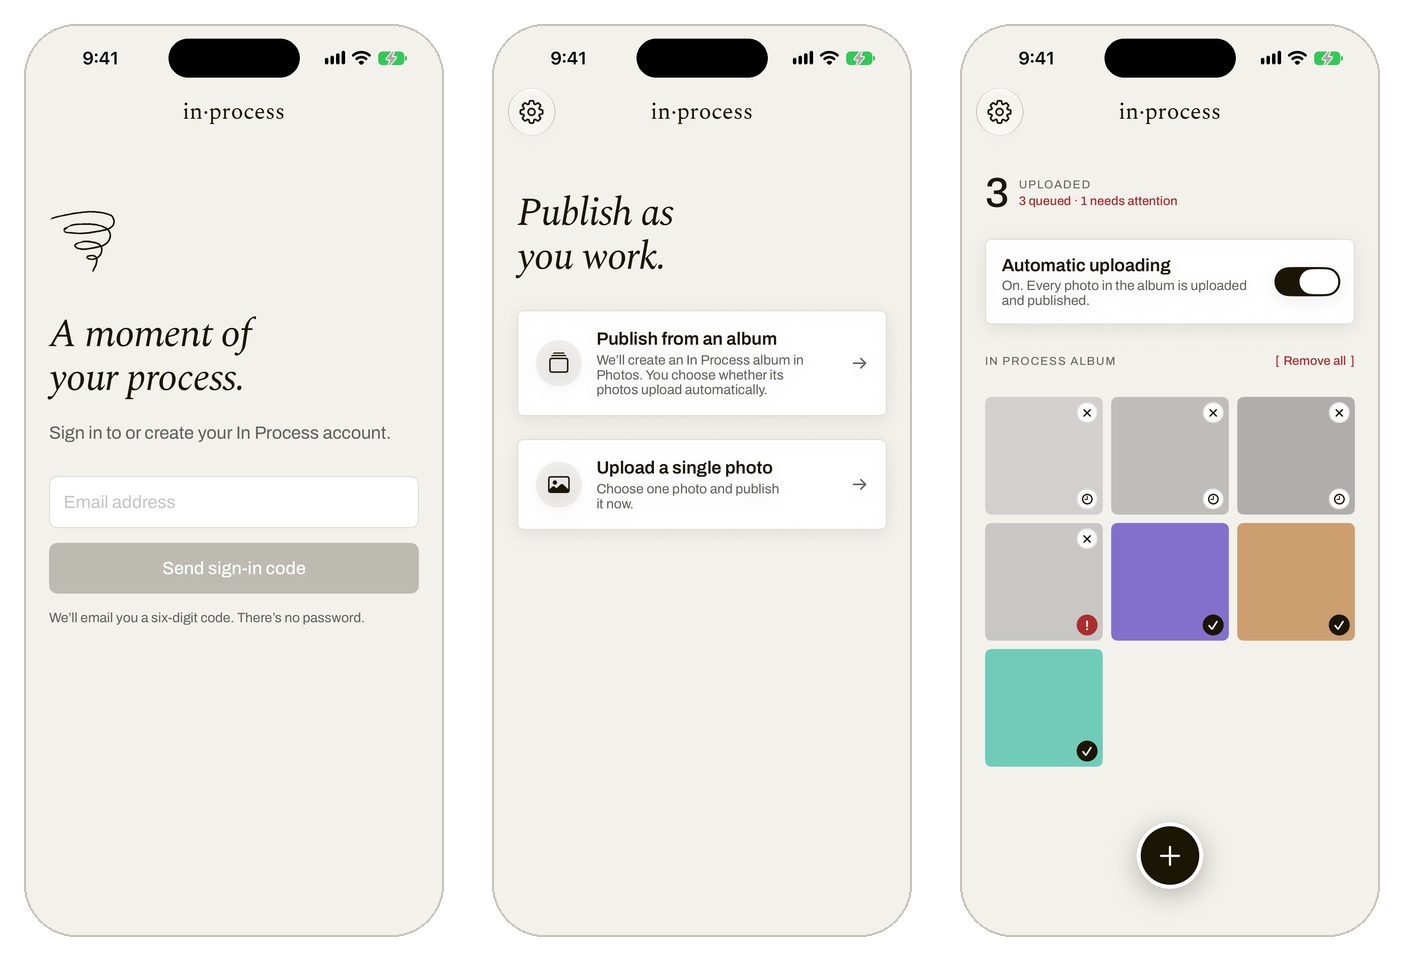 9:41
in·process
A moment of
your process.
Sign in to or create your In Process account.
Email address
Send sign-in code
We'll email you a six-digit code. There's no password.
9:41
in·process
Publish as
you work.
Publish from an album
We'll create an In Process album in
Photos. You choose whether its
photos upload automatically.
Upload a single photo
Choose one photo and publish
it now.
9:41
in·process
3
UPLOADED
3 queued · 1 needs attention
Automatic uploading
On. Every photo in the album is uploaded
and published.
IN PROCESS ALBUM
[ Remove all ]